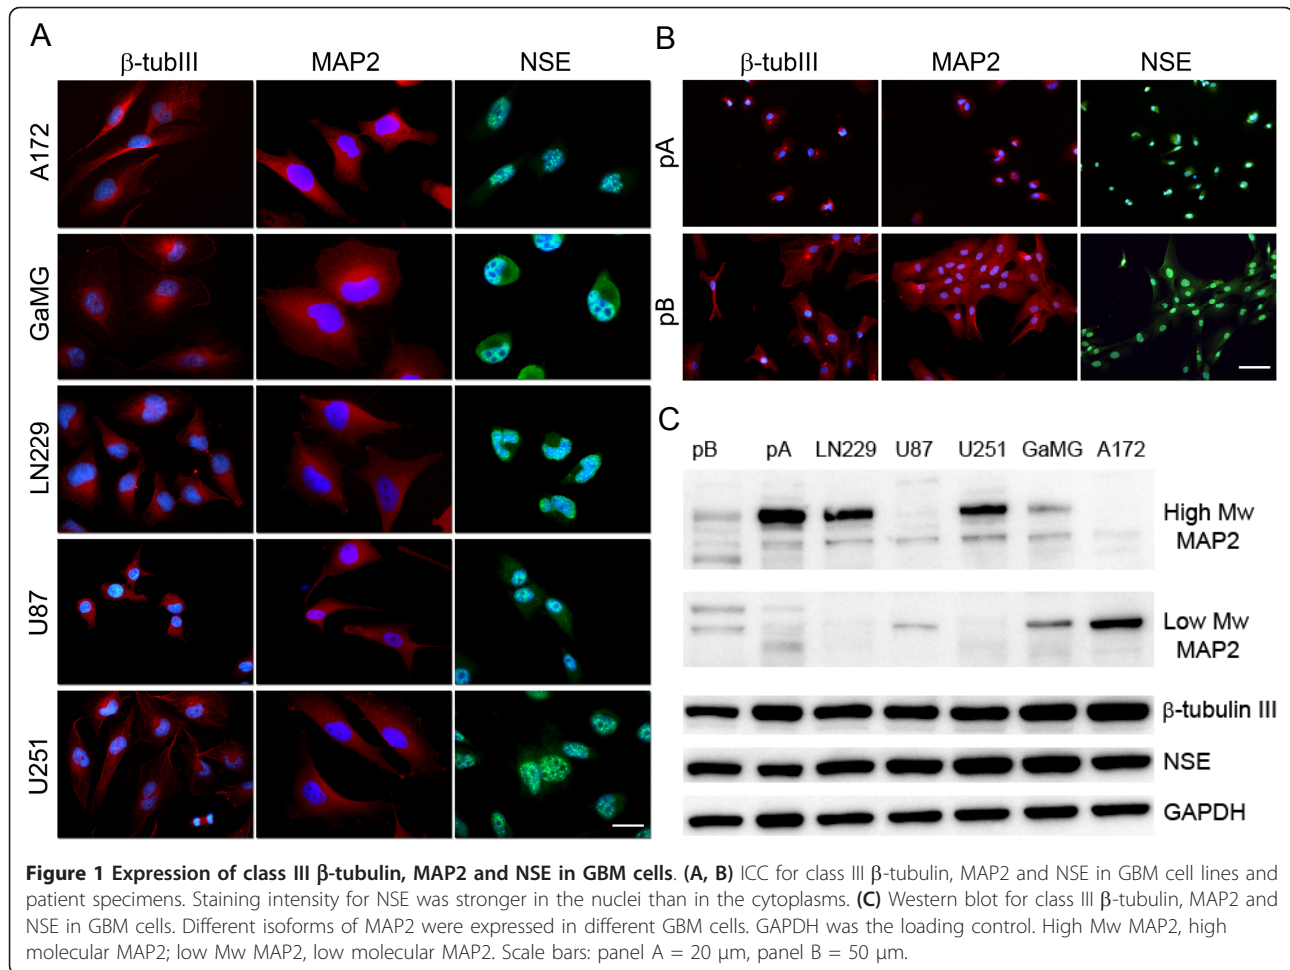 A
β-tubIII MAP2 NSE
A172
GaMG
LN229
U87
U251
B
β-tubIII MAP2 NSE
pA
pB
C
pB pA LN229 U87 U251 GaMG A172
High Mw
MAP2
Low Mw
MAP2
β-tubulin III
NSE
GAPDH
Figure 1 Expression of class III β-tubulin, MAP2 and NSE in GBM cells. (A, B) ICC for class III β-tubulin, MAP2 and NSE in GBM cell lines and
patient specimens. Staining intensity for NSE was stronger in the nuclei than in the cytoplasms. (C) Western blot for class III β-tubulin, MAP2 and
NSE in GBM cells. Different isoforms of MAP2 were expressed in different GBM cells. GAPDH was the loading control. High Mw MAP2, high
molecular MAP2; low Mw MAP2, low molecular MAP2. Scale bars: panel A = 20 μm, panel B = 50 μm.